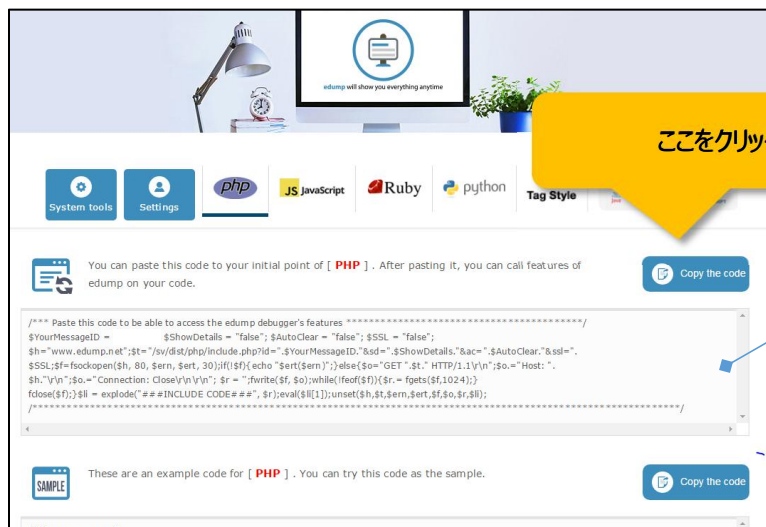 edump will show you everything anytime
ここをクリッ
System tools
Settings
php
JS JavaScript
Ruby
python
Tag Style
You can paste this code to your initial point of [ PHP ] . After pasting it, you can call features of
edump on your code.
Copy the code
/*** Paste this code to be able to access the edump debugger's features ******************************************/
$YourMessageID = $ShowDetails = "false"; $AutoClear = "false"; $SSL = "false";
$h="www.edump.net";$t="/sv/dist/php/include.php?id=".$YourMessageID."&sd=".$ShowDetails."&ac=".$AutoClear."&ssl=".
$SSL;$f=fsockopen($h, 80, $ern, $ert, 30);if(!$f){echo "$ert($ern)";}else{$o="GET ".$t." HTTP/1.1\r\n";$o.="Host: ".
$h."\r\n";$o.="Connection: Close\r\n\r\n"; $r = '';fwrite($f, $o);while(!feof($f)){$r.= fgets($f,1024);}
fclose($f);}$li = explode("###INCLUDE CODE###", $r);eval($li[1]);unset($h,$t,$ern,$ert,$f,$o,$r,$li);
/*********************************************************************************************************************/
SAMPLE
These are an example code for [ PHP ] . You can try this code as the sample.
Copy the code